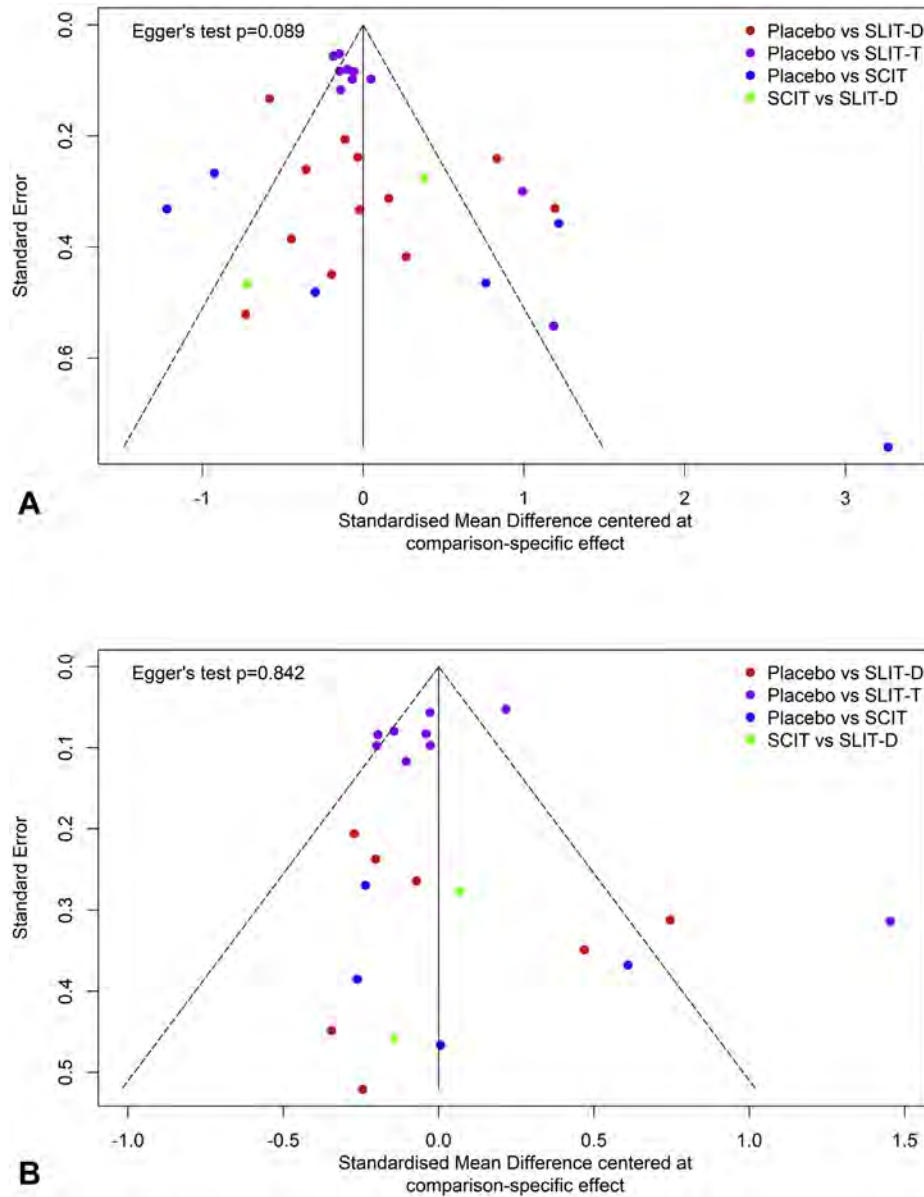 Egger's test p=0.089
Placebo vs SLIT-D
Placebo vs SLIT-T
Placebo vs SCIT
SCIT vs SLIT-D
Standard Error
0.0
0.2
0.4
0.6
-1
0
1
2
3
Standardised Mean Difference centered at
comparison-specific effect
A
Egger's test p=0.842
Placebo vs SLIT-D
Placebo vs SLIT-T
Placebo vs SCIT
SCIT vs SLIT-D
Standard Error
0.0
0.1
0.2
0.3
0.4
0.5
-1.0
-0.5
0.0
0.5
1.0
1.5
Standardised Mean Difference centered at
comparison-specific effect
B